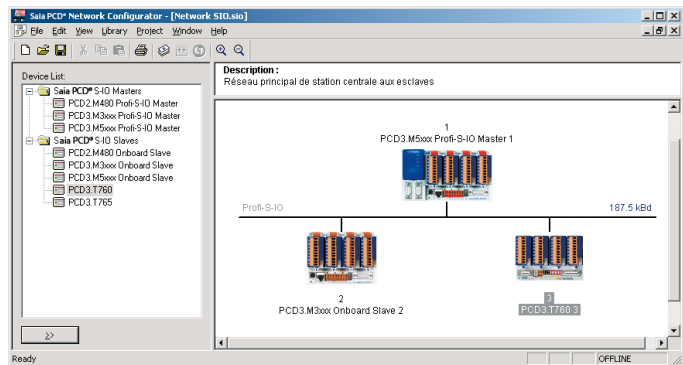 Saia PCD® Network Configurator - [Network SIO.sio]
File Edit View Library Project Window Help
Device List:
Saia PCD® S-IO Masters
PCD2.M480 Profi-S-IO Master
PCD3.M3xxx Profi-S-IO Master
PCD3.M5xxx Profi-S-IO Master
Saia PCD® S-IO Slaves
PCD2.M480 Onboard Slave
PCD3.M3xxx Onboard Slave
PCD3.M5xxx Onboard Slave
PCD3.T760
PCD3.T765
>>
Description :
Réseau principal de station centrale aux esclaves
1
PCD3.M5xxx Profi-S-IO Master 1
Profi-S-IO
187.5 kBd
2
PCD3.M3xxx Onboard Slave 2
3
PCD3.T760 3
Ready
OFFLINE